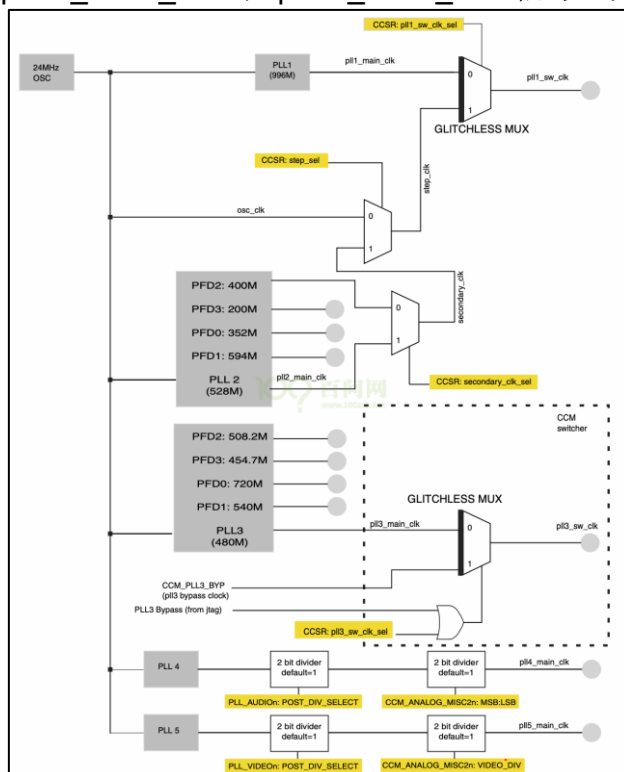 CCSR: pll1_sw_clk_sel
24MHz
OSC
PLL1
(996M)
pll1_main_clk
0
1
pll1_sw_clk
GLITCHLESS MUX
CCSR: step_sel
step_clk
osc_clk
0
1
secondary_clk
PFD2: 400M
PFD3: 200M
PFD0: 352M
PFD1: 594M
PLL 2
(528M)
pll2_main_clk
0
1
CCSR: secondary_clk_sel
百问网
CCM
switcher
PFD2: 508.2M
PFD3: 454.7M
PFD0: 720M
PFD1: 540M
PLL3
(480M)
GLITCHLESS MUX
pll3_main_clk
0
1
pll3_sw_clk
CCM_PLL3_BYP
(pll3 bypass clock)
PLL3 Bypass (from jtag)
CCSR: pll3_sw_clk_sel
PLL 4
2 bit divider
default=1
2 bit divider
default=1
pll4_main_clk
PLL_AUDIOn: POST_DIV_SELECT
CCM_ANALOG_MISC2n: MSB:LSB
PLL 5
2 bit divider
default=1
2 bit divider
default=1
pll5_main_clk
PLL_VIDEOn: POST_DIV_SELECT
CCM_ANALOG_MISC2n: VIDEO_DIV